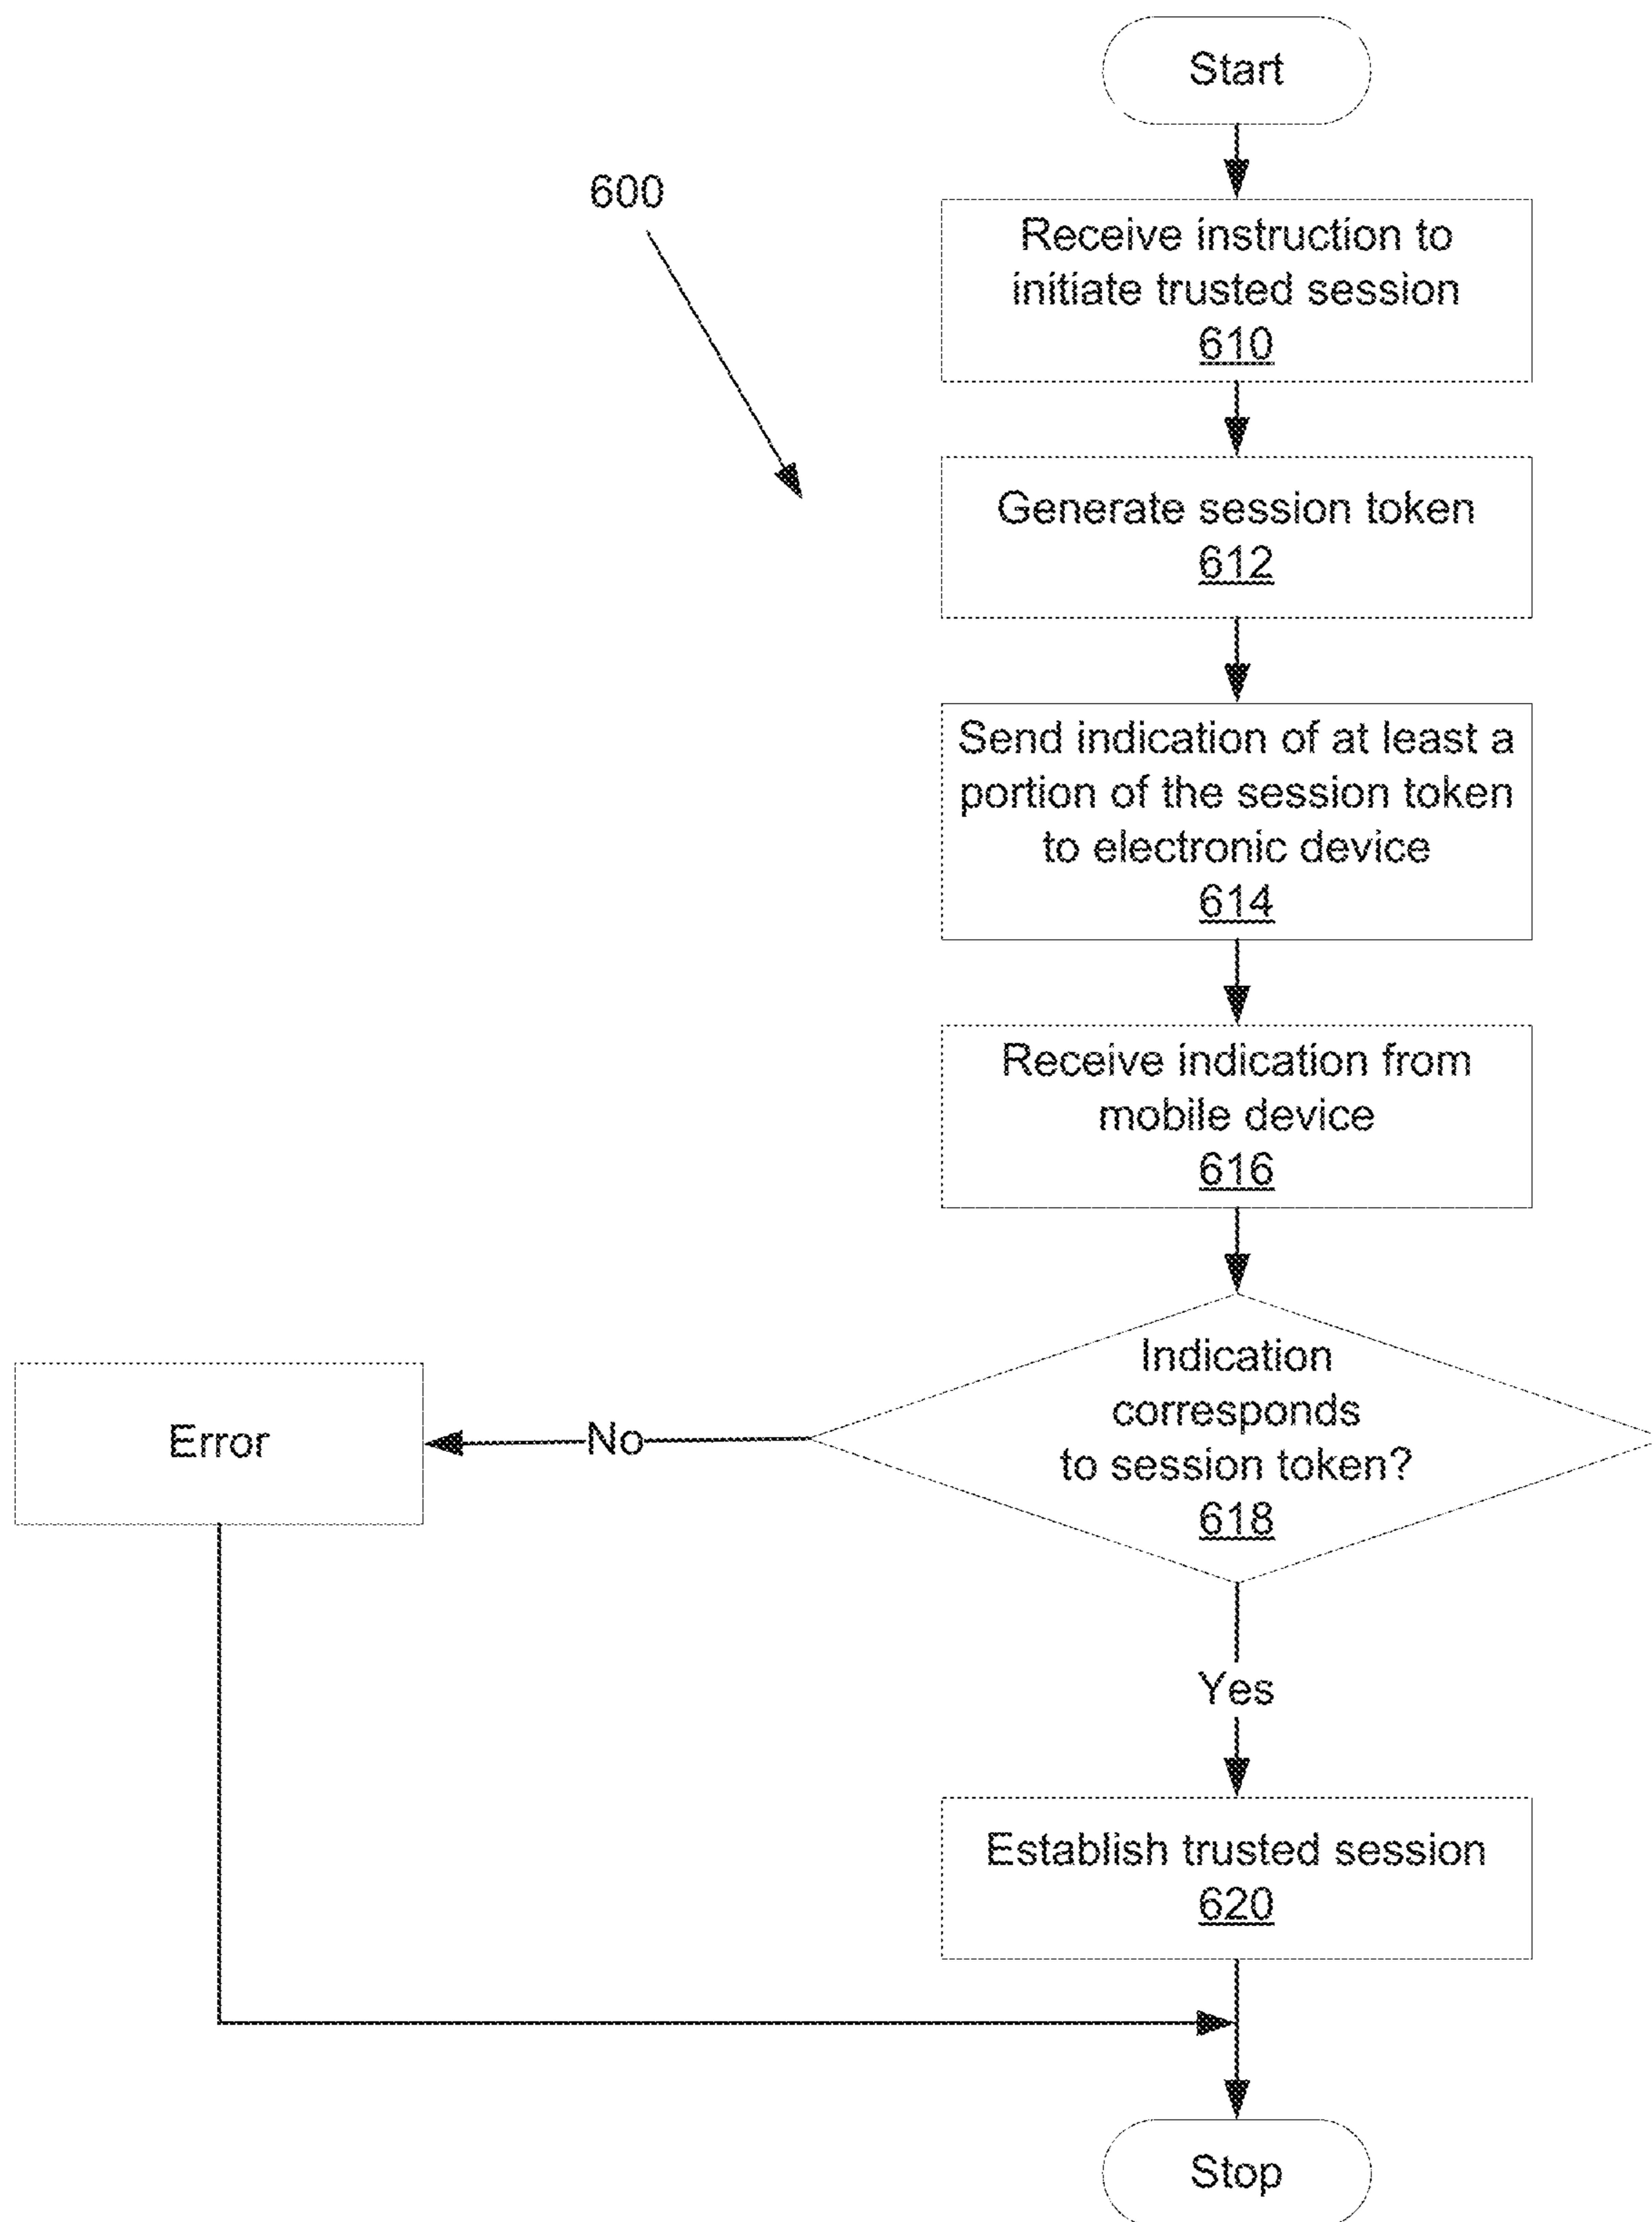 Start
600
Receive instruction to
initiate trusted session
610
Generate session token
612
Send indication of at least a
portion of the session token
to electronic device
614
Receive indication from
mobile device
616
Indication
corresponds
to session token?
618
No
Error
Yes
Establish trusted session
620
Stop